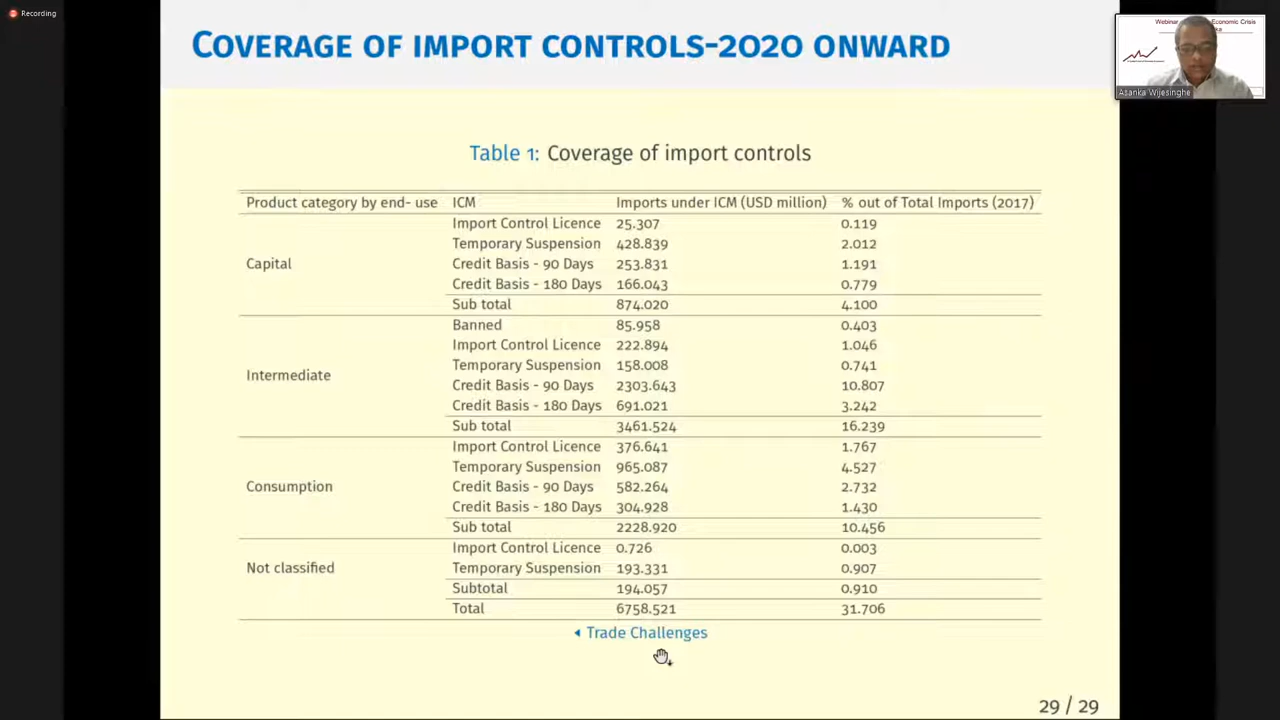 Recording
COVERAGE OF IMPORT CONTROLS-2020 ONWARD
Webinar Economic Crisis
Asanka Wijesinghe
Table 1: Coverage of import controls
Product category by end- use ICM Imports under ICM (USD million) % out of Total Imports (2017)
Import Control Licence 25.307 0.119
Temporary Suspension 428.839 2.012
Capital Credit Basis - 90 Days 253.831 1.191
Credit Basis - 180 Days 166.043 0.779
Sub total 874.020 4.100
Banned 85.958 0.403
Import Control Licence 222.894 1.046
Temporary Suspension 158.008 0.741
Intermediate
Credit Basis - 90 Days 2303.643 10.807
Credit Basis - 180 Days 691.021 3.242
Sub total 3461.524 16.239
Import Control Licence 376.641 1.767
Temporary Suspension 965.087 4.527
Consumption Credit Basis - 90 Days 582.264 2.732
Credit Basis - 180 Days 304.928 1.430
Sub total 2228.920 10.456
Import Control Licence 0.726 0.003
Not classified Temporary Suspension 193.331 0.907
Subtotal 194.057 0.910
Total 6758.521 31.706
Trade Challenges
29 / 29